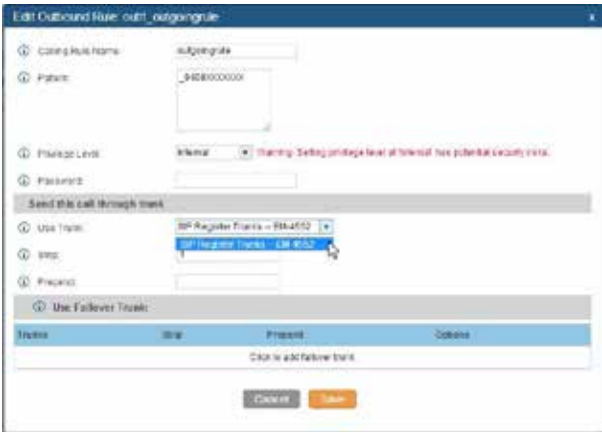 Edit Outbound Rule: outrt_outgoingrule x
Calling Rule Name: outgoingrule
Pattern:
Privilege Level: Internal Warning: Setting privilege level at 'Internal' has potential security risks.
Password:
Send this call through trunk
Use Trunk: SIP Register Trunks -- EM4552
SIP Register Trunks -- EM4552
Strip: 1
Prepend:
Use Failover Trunk:
Trunks Strip Prepend Options
Click to add failover trunk
Cancel Save